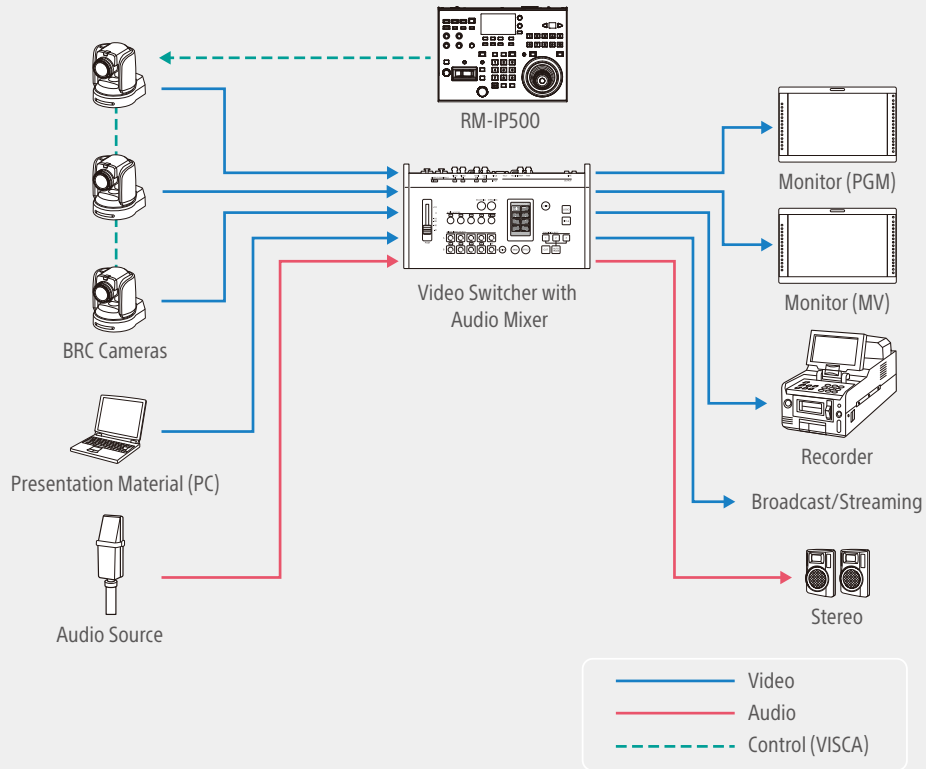 RM-IP500
Monitor (PGM)
Video Switcher with
Audio Mixer
Monitor (MV)
BRC Cameras
Recorder
Presentation Material (PC)
Broadcast/Streaming
Stereo
Audio Source
Video
Audio
Control (VISCA)